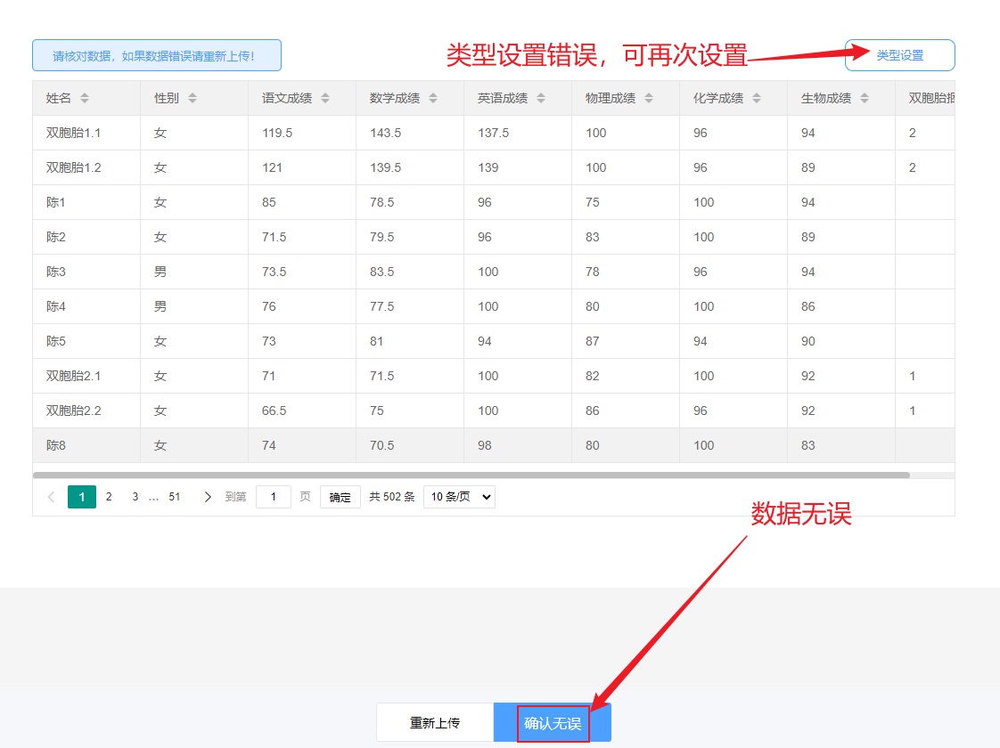 类型设置错误，可再次设置
请核对数据，如果数据错误请重新上传！
类型设置
姓名 性别 语文成绩 数学成绩 英语成绩 物理成绩 化学成绩 生物成绩 双胞胎
双胞胎1.1 女 119.5 143.5 137.5 100 96 94 2
双胞胎1.2 女 121 139.5 139 100 96 89 2
陈1 女 85 78.5 96 75 100 94
陈2 女 71.5 79.5 96 83 100 89
陈3 男 73.5 83.5 100 78 96 94
陈4 男 76 77.5 100 80 100 86
陈5 女 73 81 94 87 94 90
双胞胎2.1 女 71 71.5 100 82 100 92 1
双胞胎2.2 女 66.5 75 100 86 96 92 1
陈8 女 74 70.5 98 80 100 83
1 2 3 … 51 到第 1 页 确定 共 502 条 10 条/页
数据无误
重新上传 确认无误